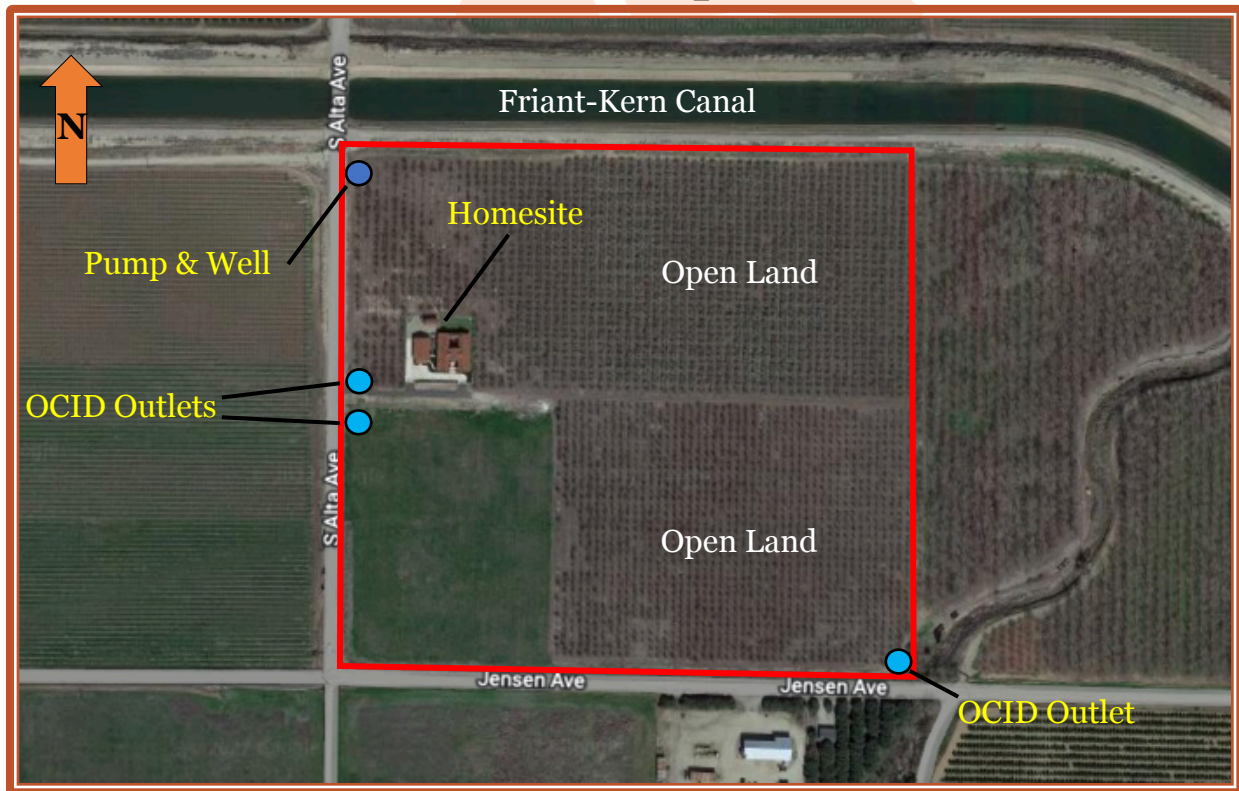 Friant-Kern Canal
S Alta Ave
N
Homesite
Pump & Well
Open Land
OCID Outlets
S Alta Ave
Open Land
Jensen Ave
Jensen Ave
OCID Outlet